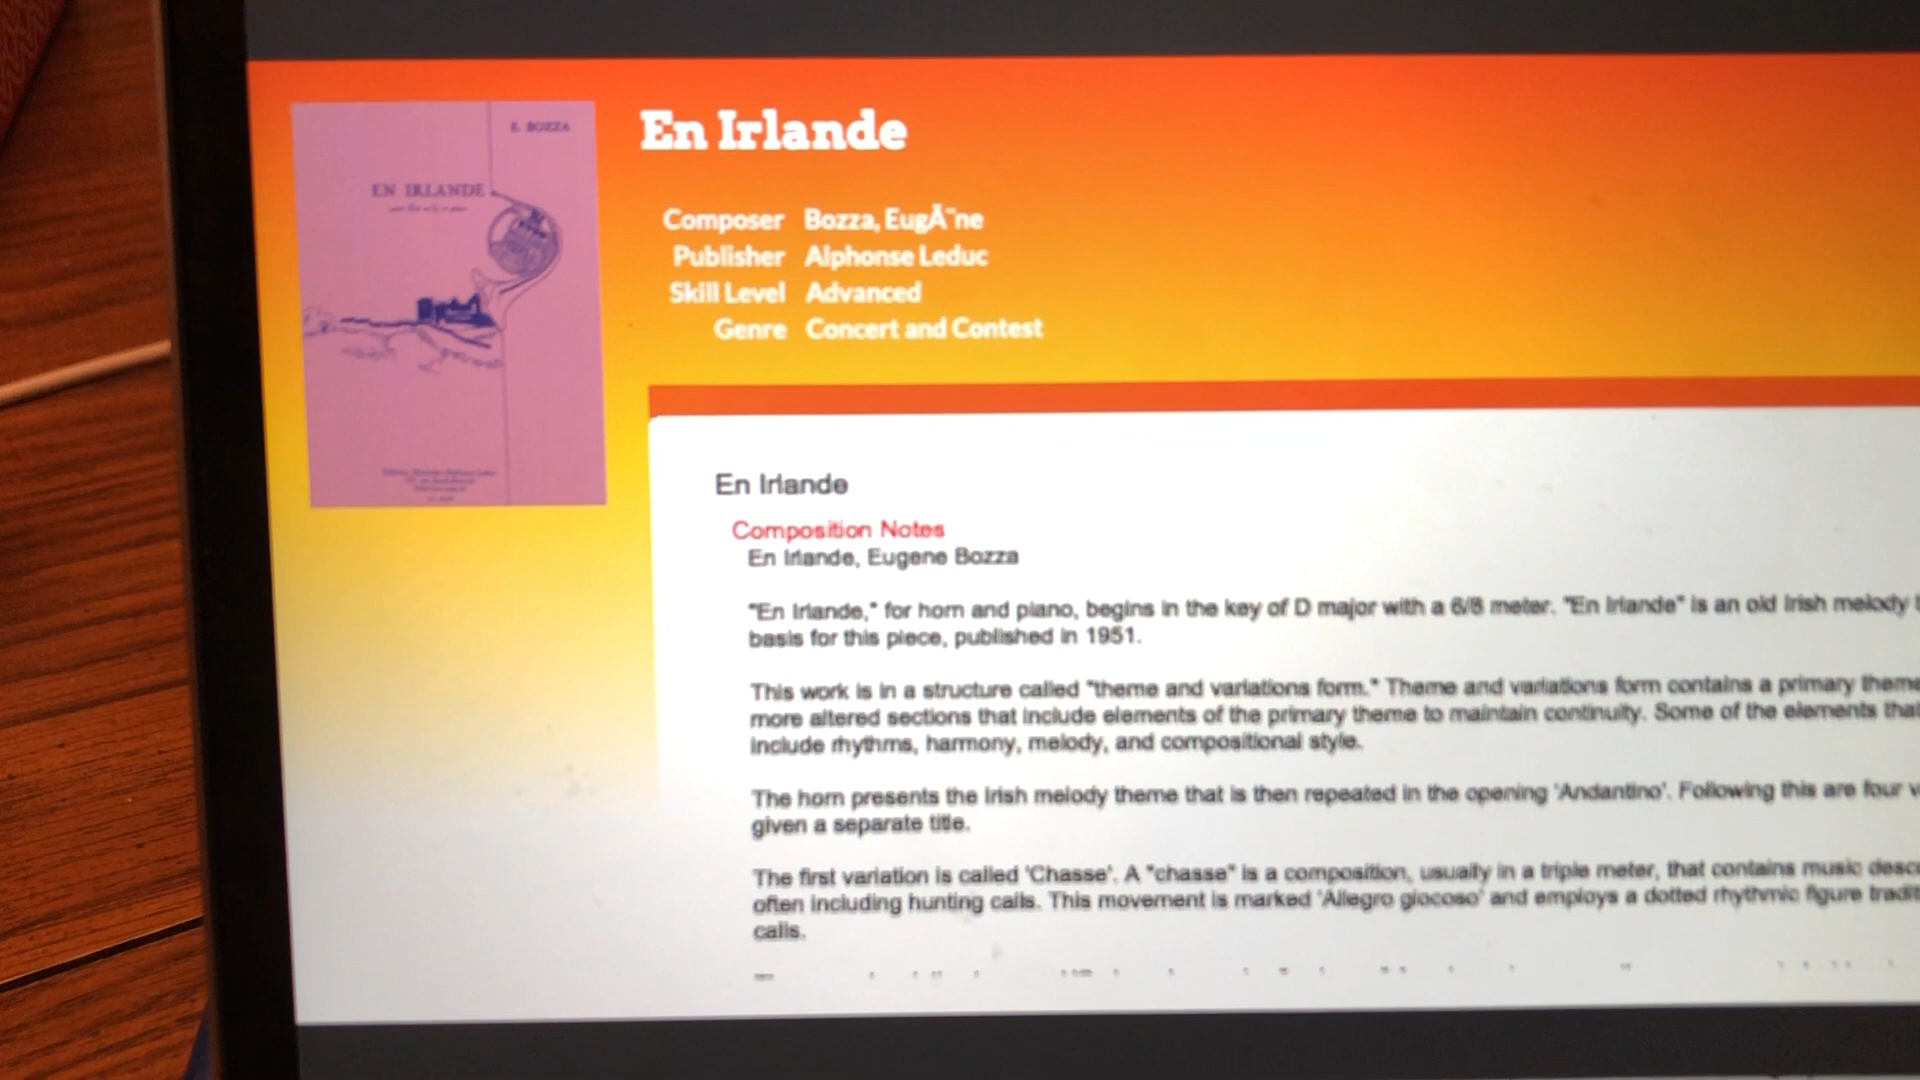 E. BOZZA
EN IRLANDE
En Irlande
Composer Bozza, EugÃ¨ne
Publisher Alphonse Leduc
Skill Level Advanced
Genre Concert and Contest
En Irlande
Composition Notes
En Irlande, Eugene Bozza
"En Irlande," for horn and piano, begins in the key of D major with a 6/8 meter. "En Irlande" is an old Irish melody
basis for this piece, published in 1951.
This work is in a structure called "theme and variations form." Theme and variations form contains a primary theme
more altered sections that include elements of the primary theme to maintain continuity. Some of the elements that
include rhythms, harmony, melody, and compositional style.
The horn presents the Irish melody theme that is then repeated in the opening 'Andantino'. Following this are four v
given a separate title.
The first variation is called 'Chasse'. A "chasse" is a composition, usually in a triple meter, that contains music desc
often including hunting calls. This movement is marked 'Allegro giocoso' and employs a dotted rhythmic figure tradit
calls.